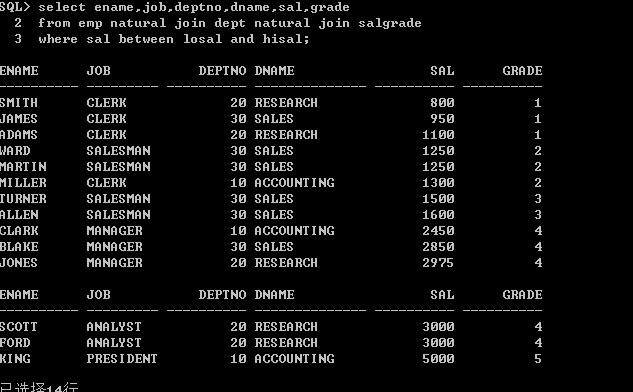 SQL> select ename,job,deptno,dname,sal,grade
2 from emp natural join dept natural join salgrade
3 where sal between losal and hisal;
ENAME JOB DEPTNO DNAME SAL GRADE
---------- --------- ---------- -------------- ---------- ----------
SMITH CLERK 20 RESEARCH 800 1
JAMES CLERK 30 SALES 950 1
ADAMS CLERK 20 RESEARCH 1100 1
WARD SALESMAN 30 SALES 1250 2
MARTIN SALESMAN 30 SALES 1250 2
MILLER CLERK 10 ACCOUNTING 1300 2
TURNER SALESMAN 30 SALES 1500 3
ALLEN SALESMAN 30 SALES 1600 3
CLARK MANAGER 10 ACCOUNTING 2450 4
BLAKE MANAGER 30 SALES 2850 4
JONES MANAGER 20 RESEARCH 2975 4
ENAME JOB DEPTNO DNAME SAL GRADE
---------- --------- ---------- -------------- ---------- ----------
SCOTT ANALYST 20 RESEARCH 3000 4
FORD ANALYST 20 RESEARCH 3000 4
KING PRESIDENT 10 ACCOUNTING 5000 5
已选择14行